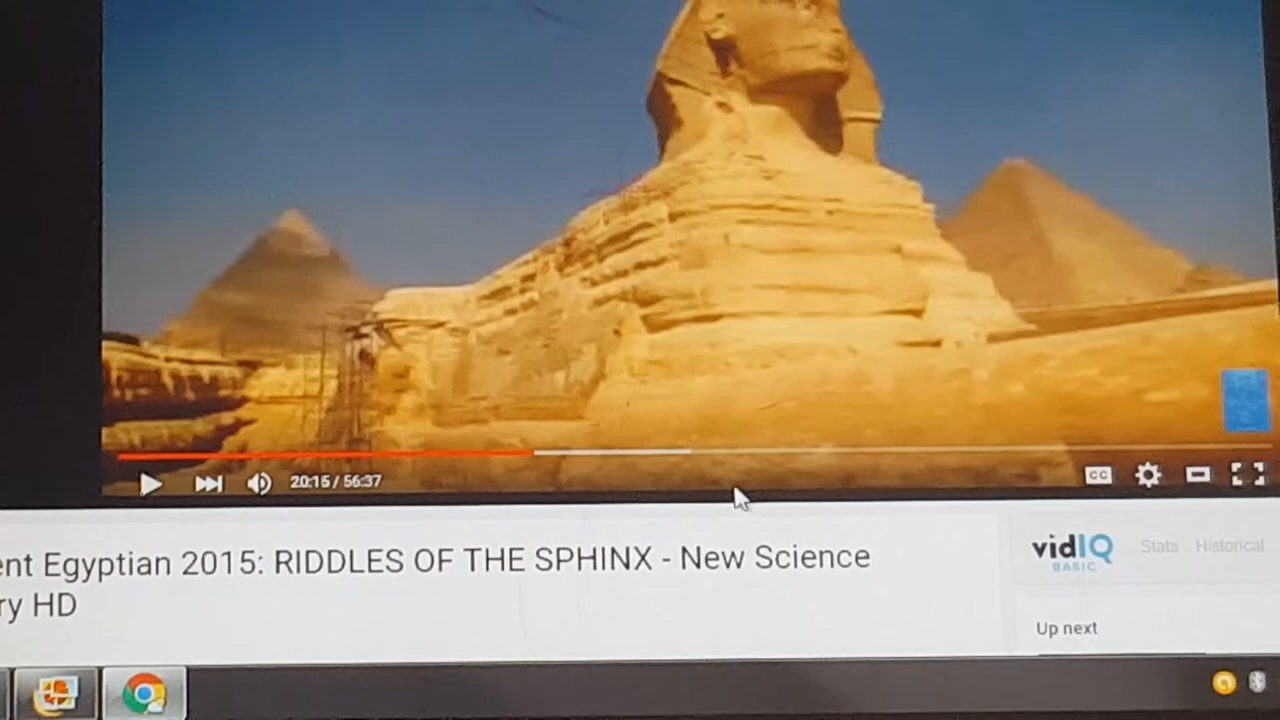 20:15 / 56:37
CC
ent Egyptian 2015: RIDDLES OF THE SPHINX - New Science
ry HD
vidIQ
BASIC
Stats Historical
Up next